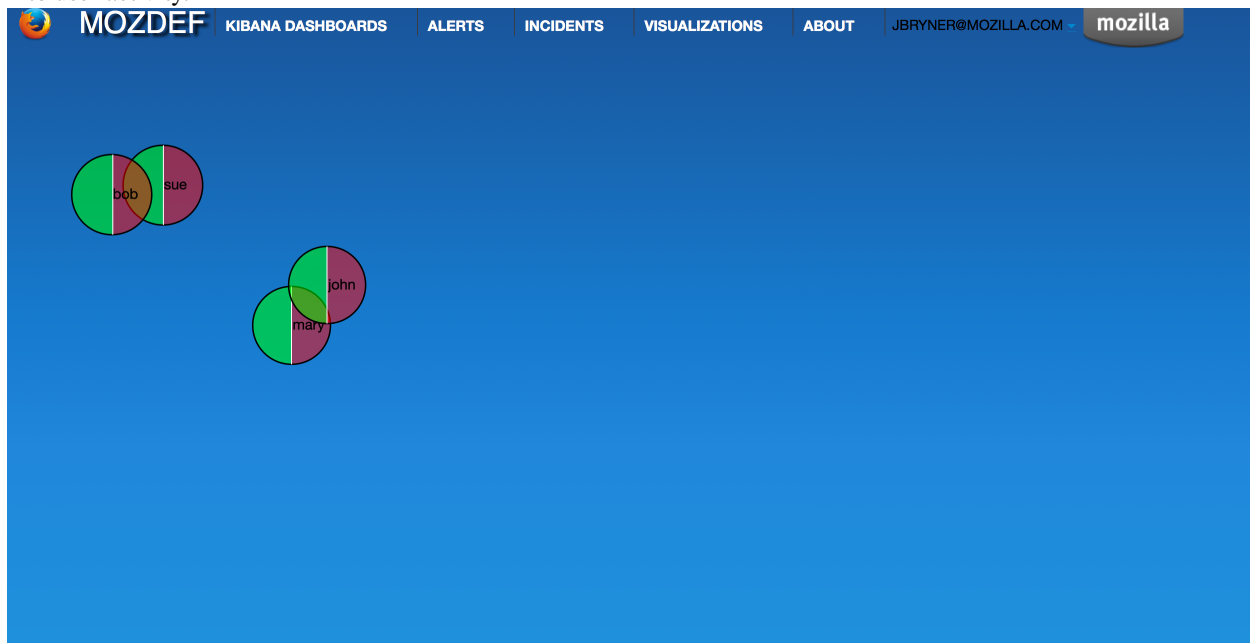 MOZDEF KIBANA DASHBOARDS ALERTS INCIDENTS VISUALIZATIONS ABOUT JBRYNER@MOZILLA.COM mozilla
sue
bob
john
mary